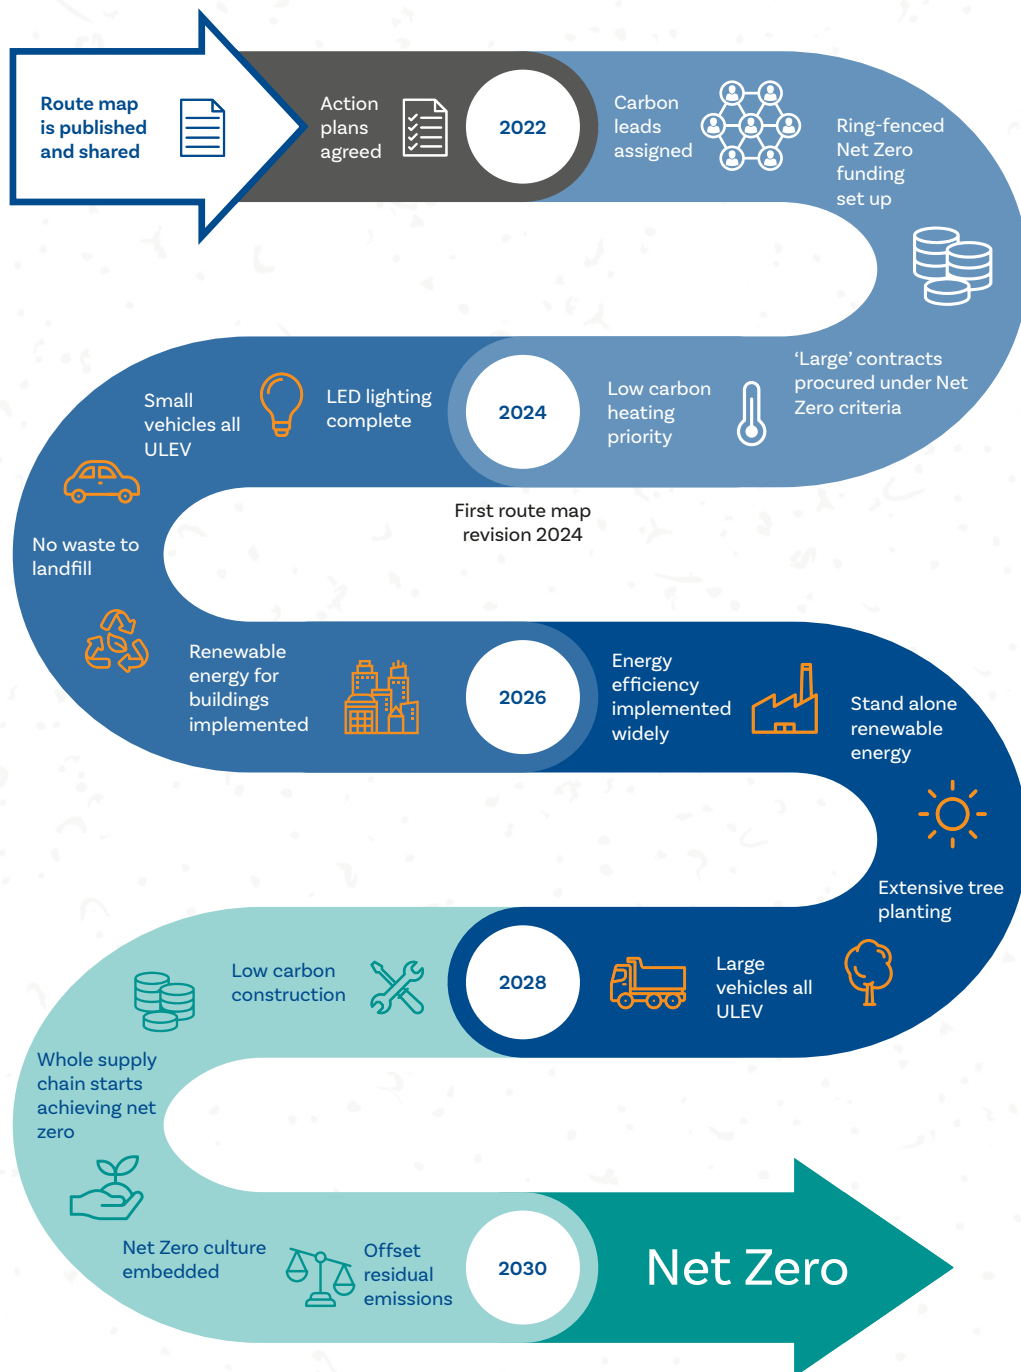 Route map
is published
and shared
Action
plans
agreed
2022
Carbon
leads
assigned
Ring-fenced
Net Zero
funding
set up
‘Large’ contracts
procured under Net
Zero criteria
Low carbon
heating
priority
2024
First route map
revision 2024
LED lighting
complete
Small
vehicles all
ULEV
No waste to
landfill
Renewable
energy for
buildings
implemented
2026
Energy
efficiency
implemented
widely
Stand alone
renewable
energy
Extensive tree
planting
Large
vehicles all
ULEV
2028
Low carbon
construction
Whole supply
chain starts
achieving net
zero
Net Zero culture
embedded
Offset
residual
emissions
2030
Net Zero